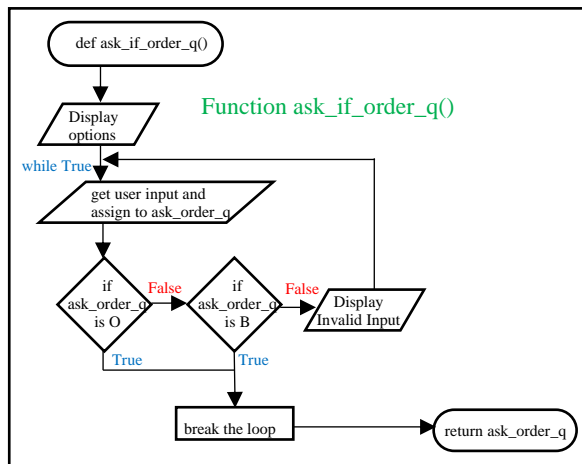 def ask_if_order_q()
Function ask_if_order_q()
Display
options
while True
get user input and
assign to ask_order_q
if
ask_order_q
is O
False
if
ask_order_q
is B
False
Display
Invalid Input
True
True
break the loop
return ask_order_q